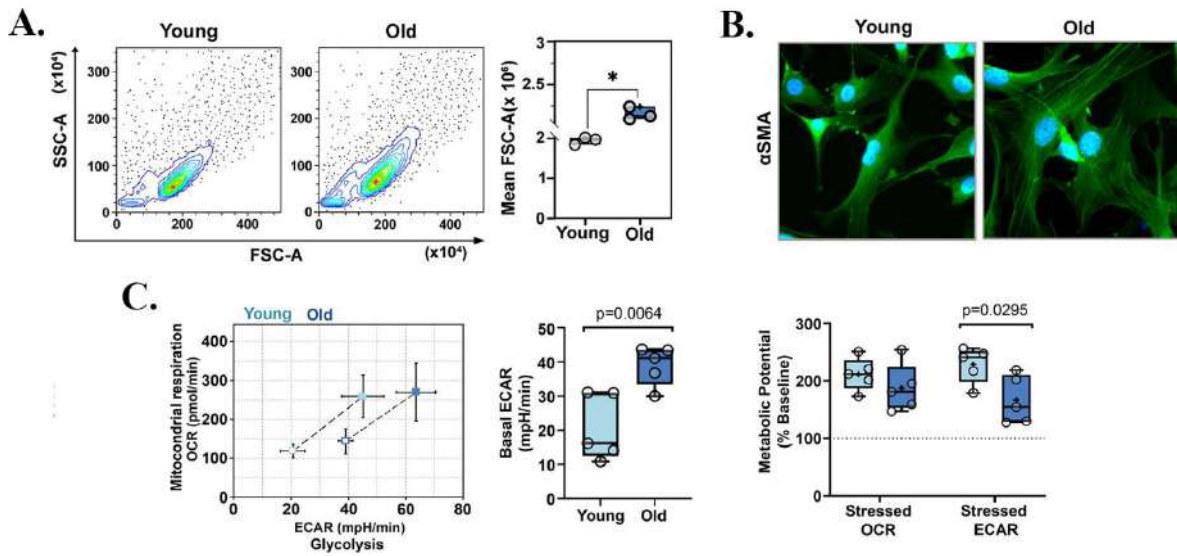 A.
Young
Old
SSC-A
(x10⁴)
300
200
100
0
0
200
400
0
200
400
FSC-A
(x10⁴)
Mean FSC-A(x 10⁶)
3
2.5
2
1
0
*
Young
Old
B.
Young
Old
αSMA
C.
Young Old
Mitocondrial respiration
OCR (pmol/min)
400
300
200
100
0
0 20 40 60 80
ECAR (mpH/min)
Glycolysis
p=0.0064
Basal ECAR
(mpH/min)
50
40
30
20
10
0
Young
Old
p=0.0295
Metabolic Potential
(% Baseline)
300
200
100
0
Stressed
OCR
Stressed
ECAR